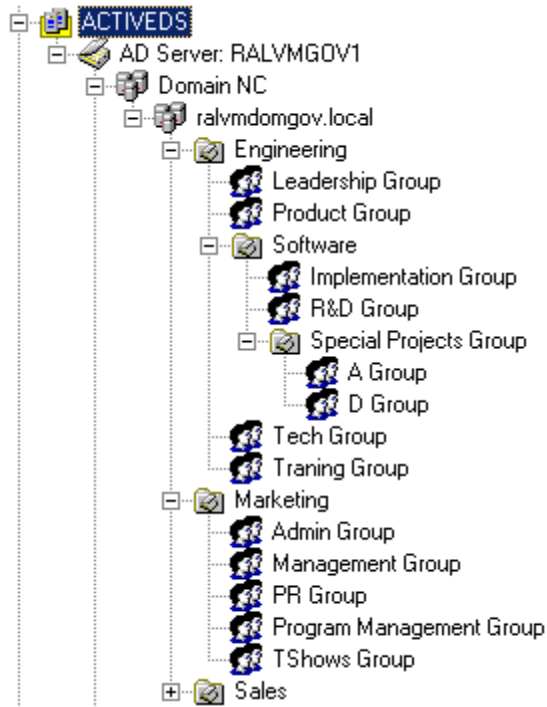 ACTIVEDS
AD Server: RALVMGOV1
Domain NC
ralvmdomgov.local
Engineering
Leadership Group
Product Group
Software
Implementation Group
R&D Group
Special Projects Group
A Group
D Group
Tech Group
Traning Group
Marketing
Admin Group
Management Group
PR Group
Program Management Group
TShows Group
Sales